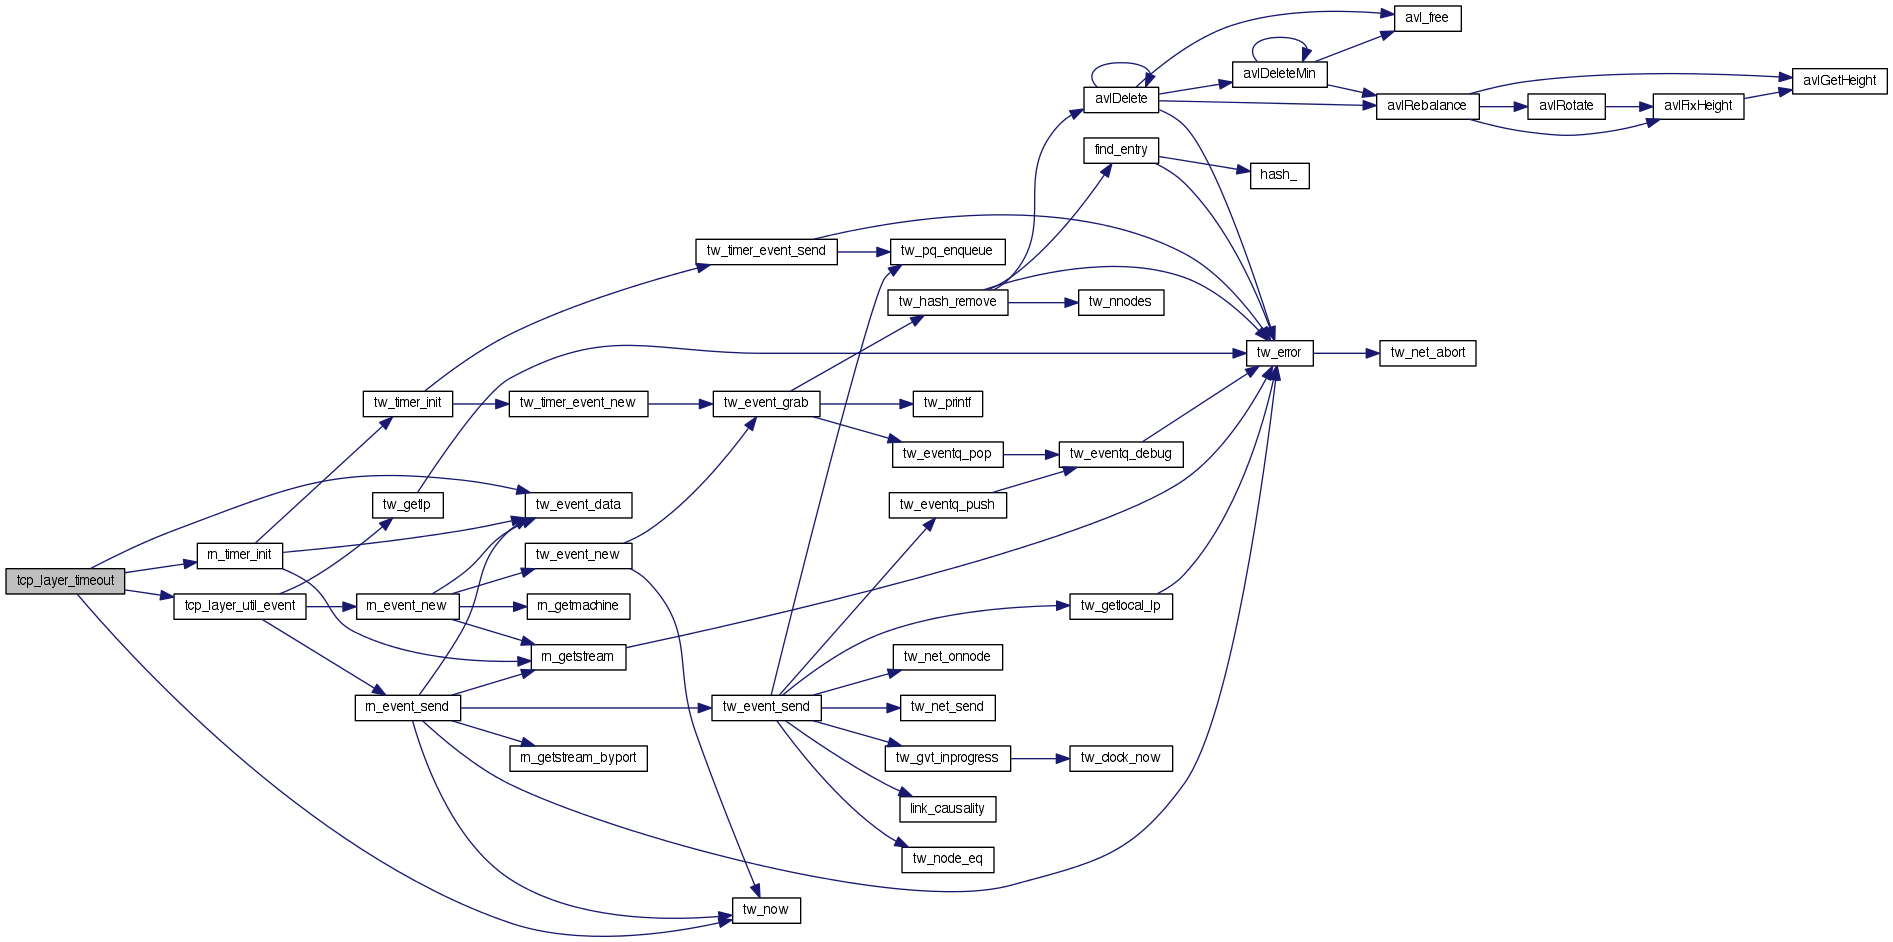 avl_free
avlDeleteMin
avlGetHeight
avlDelete
avlRebalance
avlRotate
avlFixHeight
find_entry
hash_
tw_timer_event_send
tw_pq_enqueue
tw_hash_remove
tw_nnodes
tw_error
tw_net_abort
tw_timer_init
tw_timer_event_new
tw_event_grab
tw_printf
tw_eventq_pop
tw_eventq_debug
tw_getlp
tw_event_data
tw_eventq_push
rn_timer_init
tw_event_new
tcp_layer_timeout
tcp_layer_util_event
rn_event_new
rn_getmachine
tw_getlocal_lp
rn_getstream
tw_net_onnode
rn_event_send
tw_event_send
tw_net_send
rn_getstream_byport
tw_gvt_inprogress
tw_clock_now
link_causality
tw_node_eq
tw_now